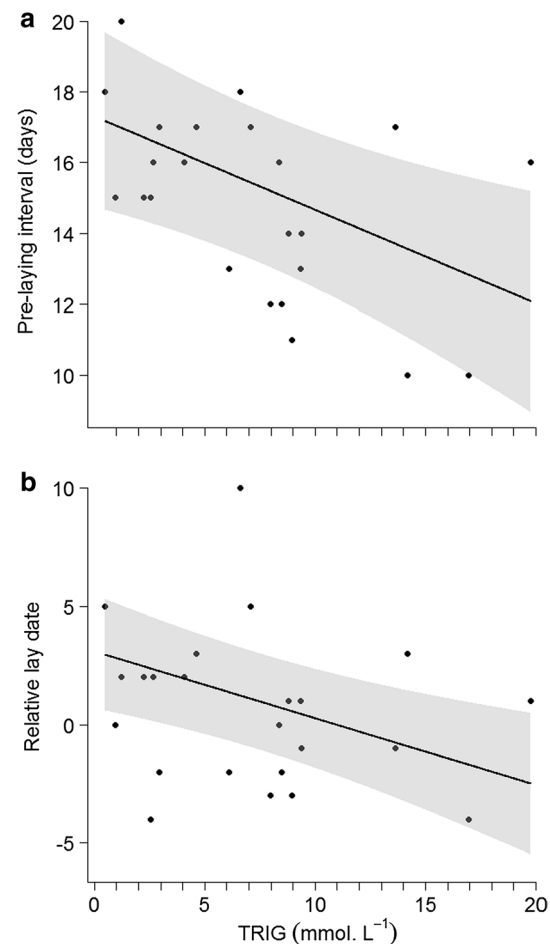 a
20
18
16
14
12
10
Pre-laying interval (days)
b
10
5
0
-5
Relative lay date
0 5 10 15 20
TRIG (mmol. L⁻¹)